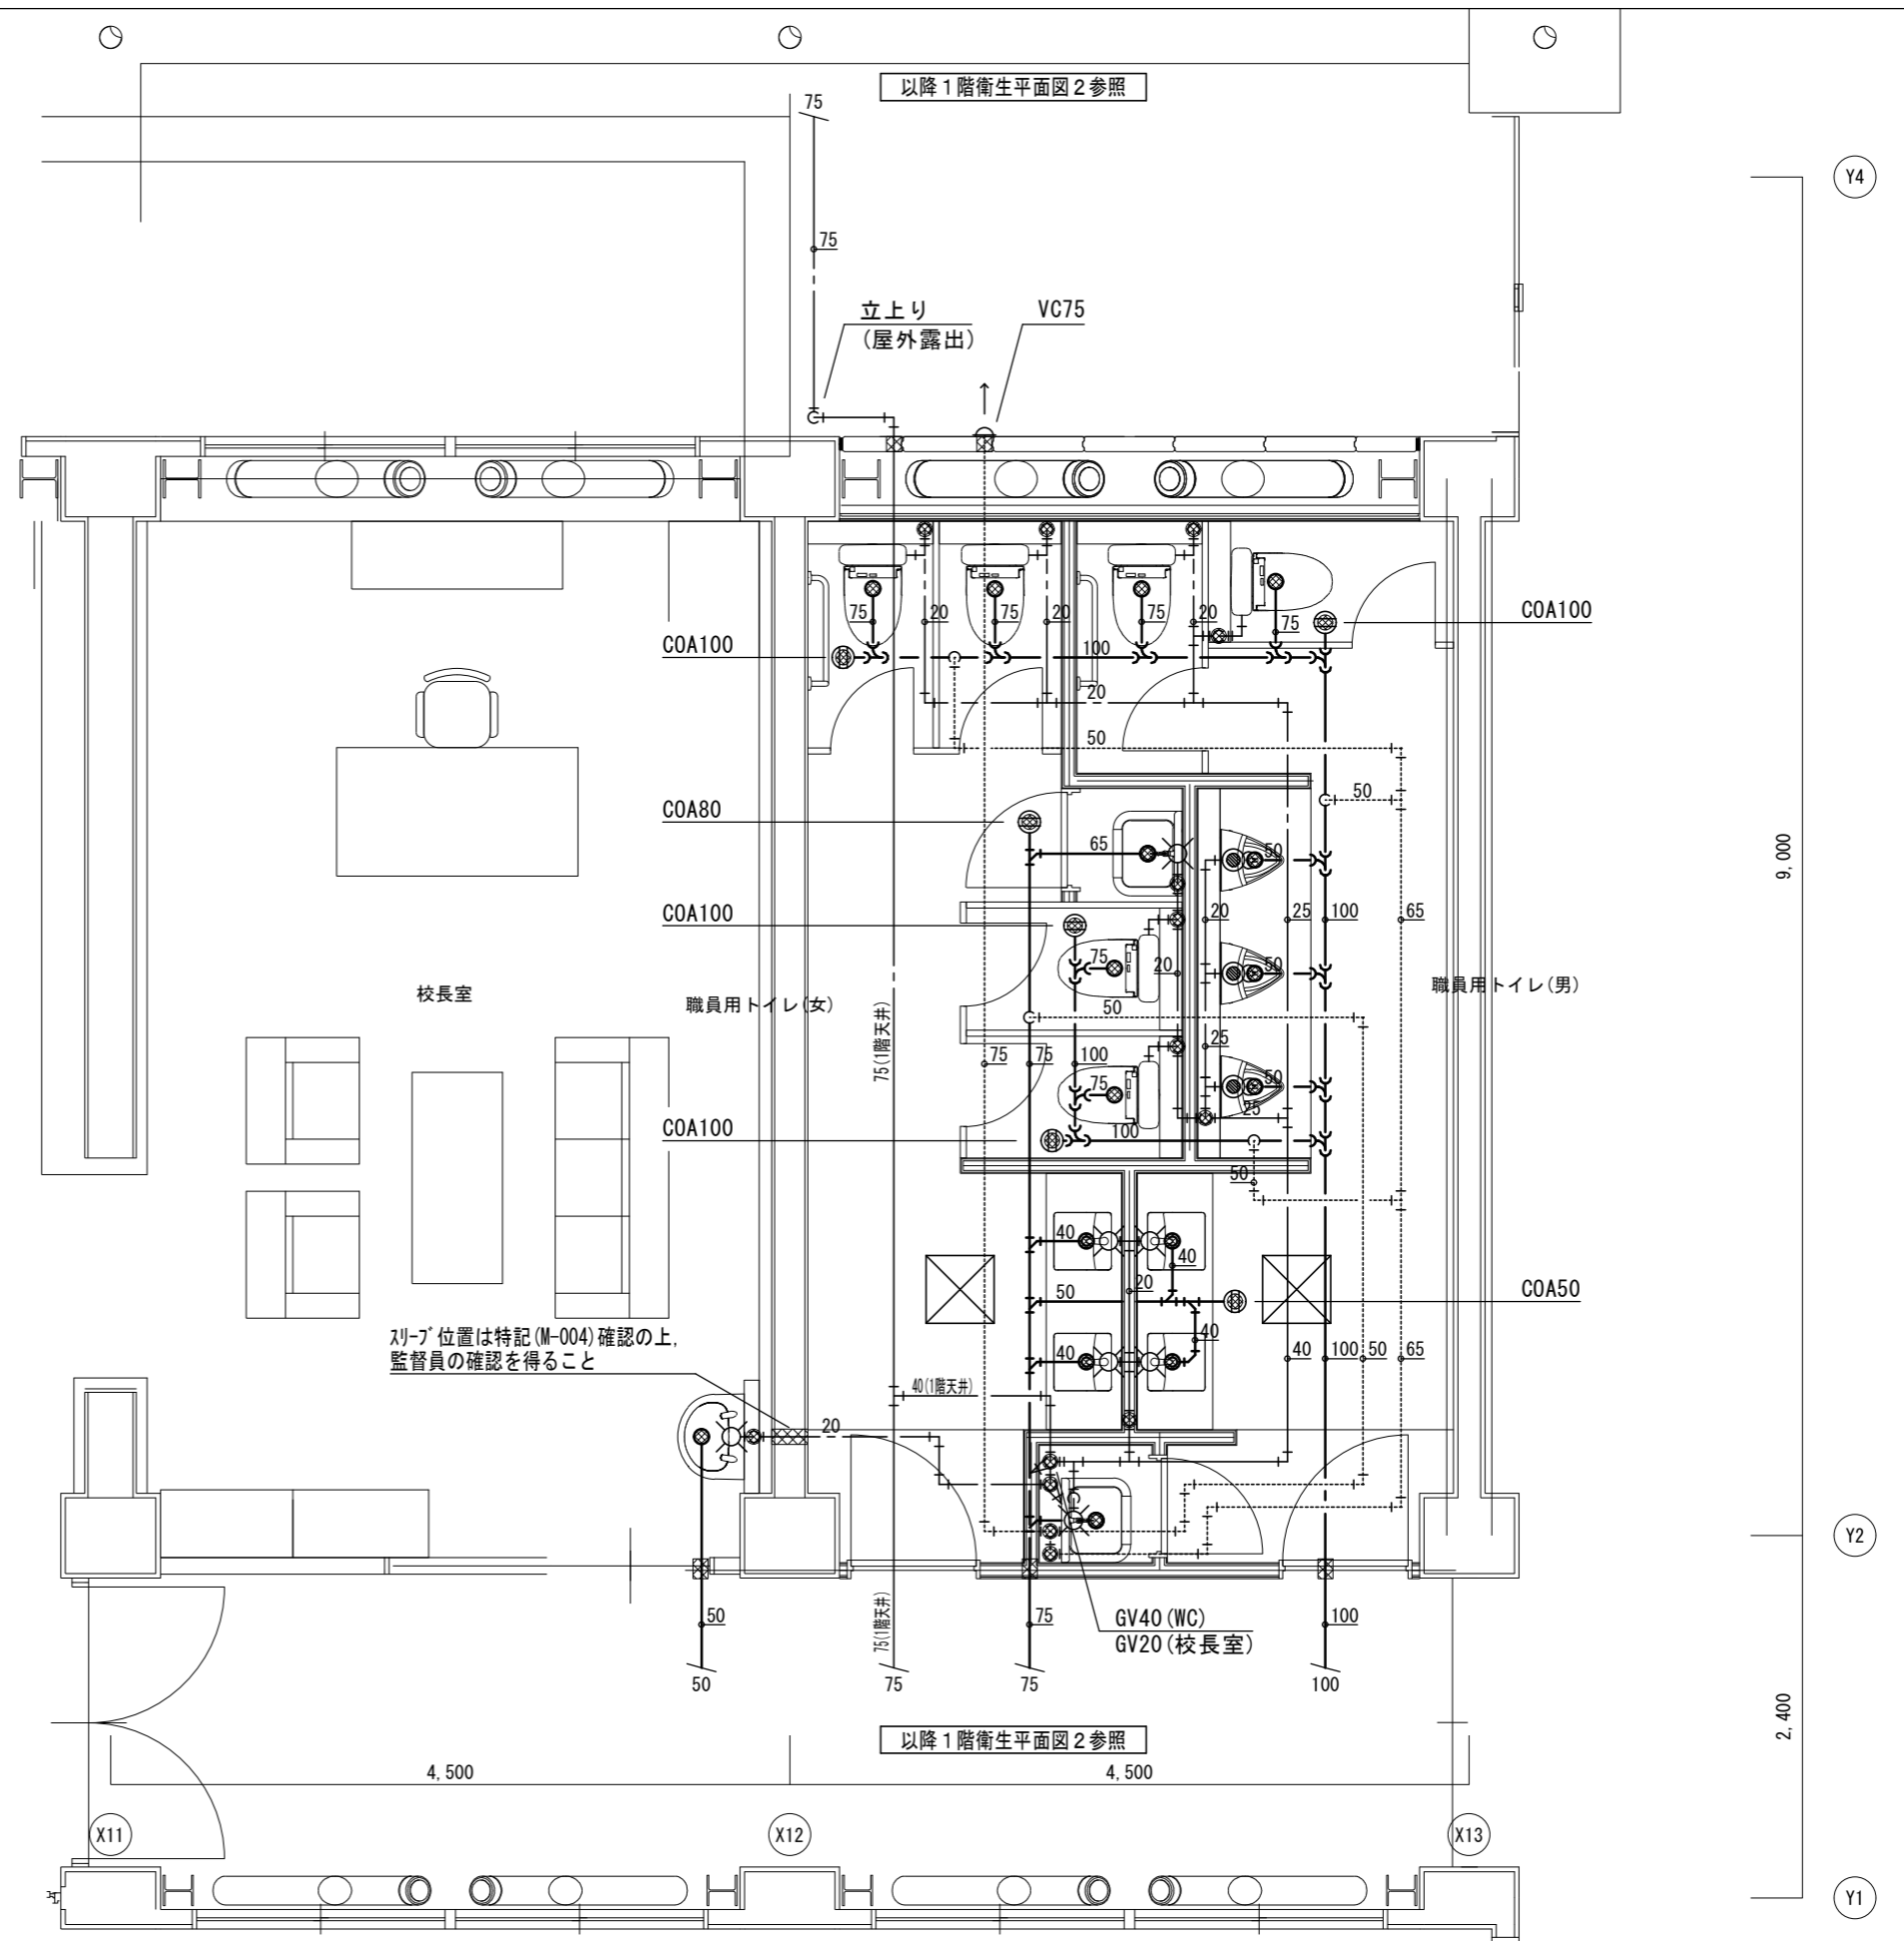 以降１階衛生平面図２参照
75
Y4
75
立上り
(屋外露出)
VC75
75
20
75
20
75
20
75
COA100
COA100
100
20
50
50
COA80
65
50
9,000
COA100
20
25
100
65
75
20
50
校長室
職員用トイレ(女)
職員用トイレ(男)
50
75(1階天井)
25
75
75
100
75
50
25
COA100
100
50
40
40
20
50
COA50
40
スリーブ位置は特記(M-004)確認の上,
監督員の確認を得ること
40
40
100
50
65
40(1階天井)
20
Y2
75(1階天井)
50
75
GV40(WC)
GV20(校長室)
100
50
75
75
100
2,400
以降１階衛生平面図２参照
4,500
4,500
X11
X12
X13
Y1